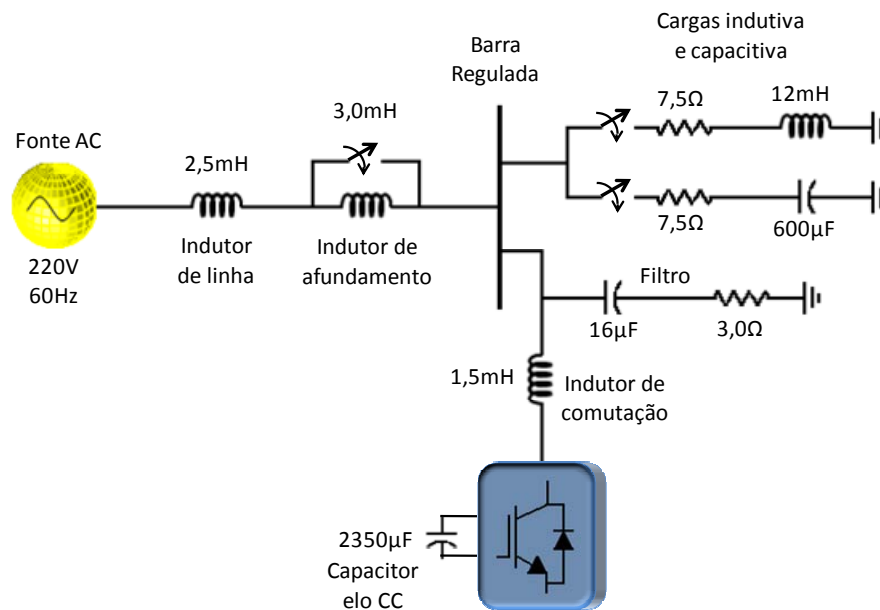 Cargas indutiva
e capacitiva
Barra
Regulada
7,5Ω
12mH
3,0mH
Fonte AC
2,5mH
Indutor
de linha
Indutor de
afundamento
220V
60Hz
7,5Ω
600µF
Filtro
16µF
3,0Ω
1,5mH
Indutor de
comutação
2350µF
Capacitor
elo CC